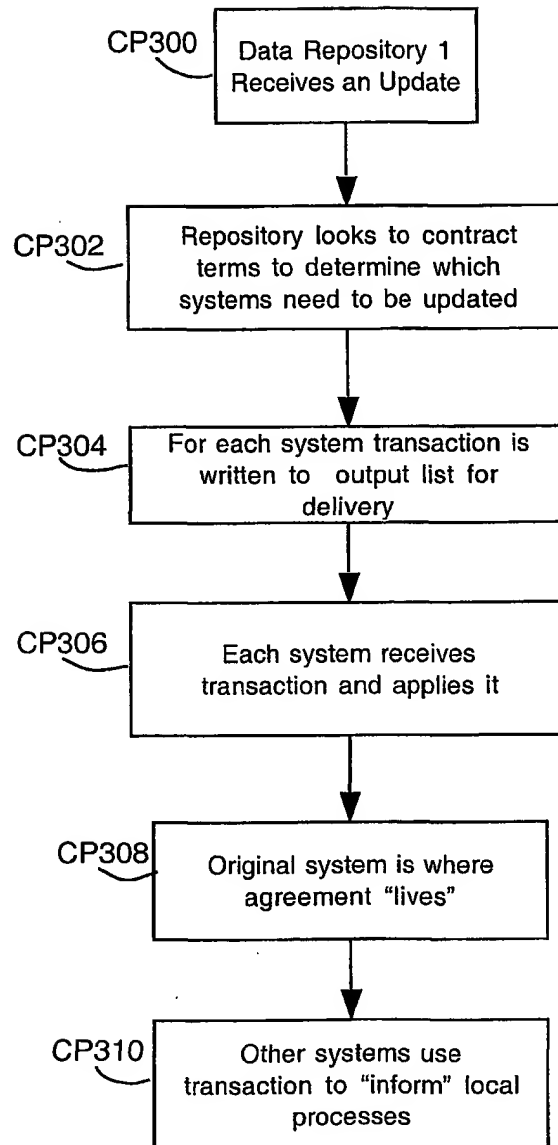 CP300
Data Repository 1
Receives an Update
CP302
Repository looks to contract
terms to determine which
systems need to be updated
CP304
For each system transaction is
written to output list for
delivery
CP306
Each system receives
transaction and applies it
CP308
Original system is where
agreement “lives”
CP310
Other systems use
transaction to “inform” local
processes